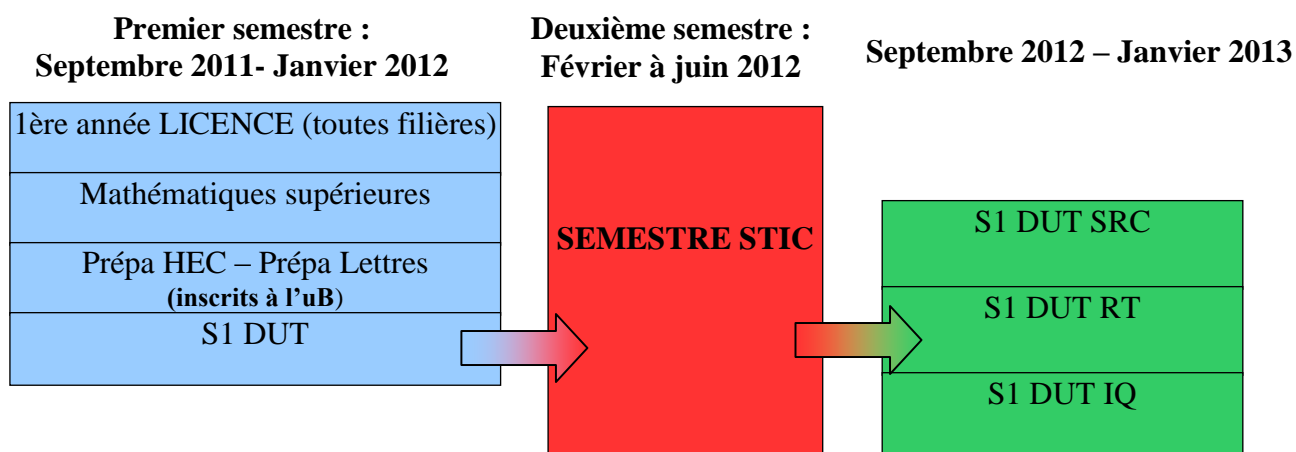 Premier semestre :
Septembre 2011- Janvier 2012
Deuxième semestre :
Février à juin 2012
Septembre 2012 – Janvier 2013
1ère année LICENCE (toutes filières)
Mathématiques supérieures
Prépa HEC – Prépa Lettres
(inscrits à l'uB)
S1 DUT
SEMESTRE STIC
S1 DUT SRC
S1 DUT RT
S1 DUT IQ